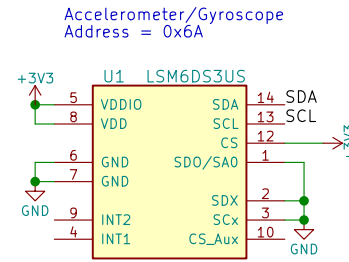 Accelerometer/Gyroscope
Address = 0x6A
+3V3
U1 LSM6DS3US
5 VDDIO SDA 14 SDA
8 VDD SCL 13 SCL
CS 12
6 GND SDO/SA0 1
7 GND
GND
SDX 2
9 INT2 SCx 3
4 INT1 CS_Aux 10
GND